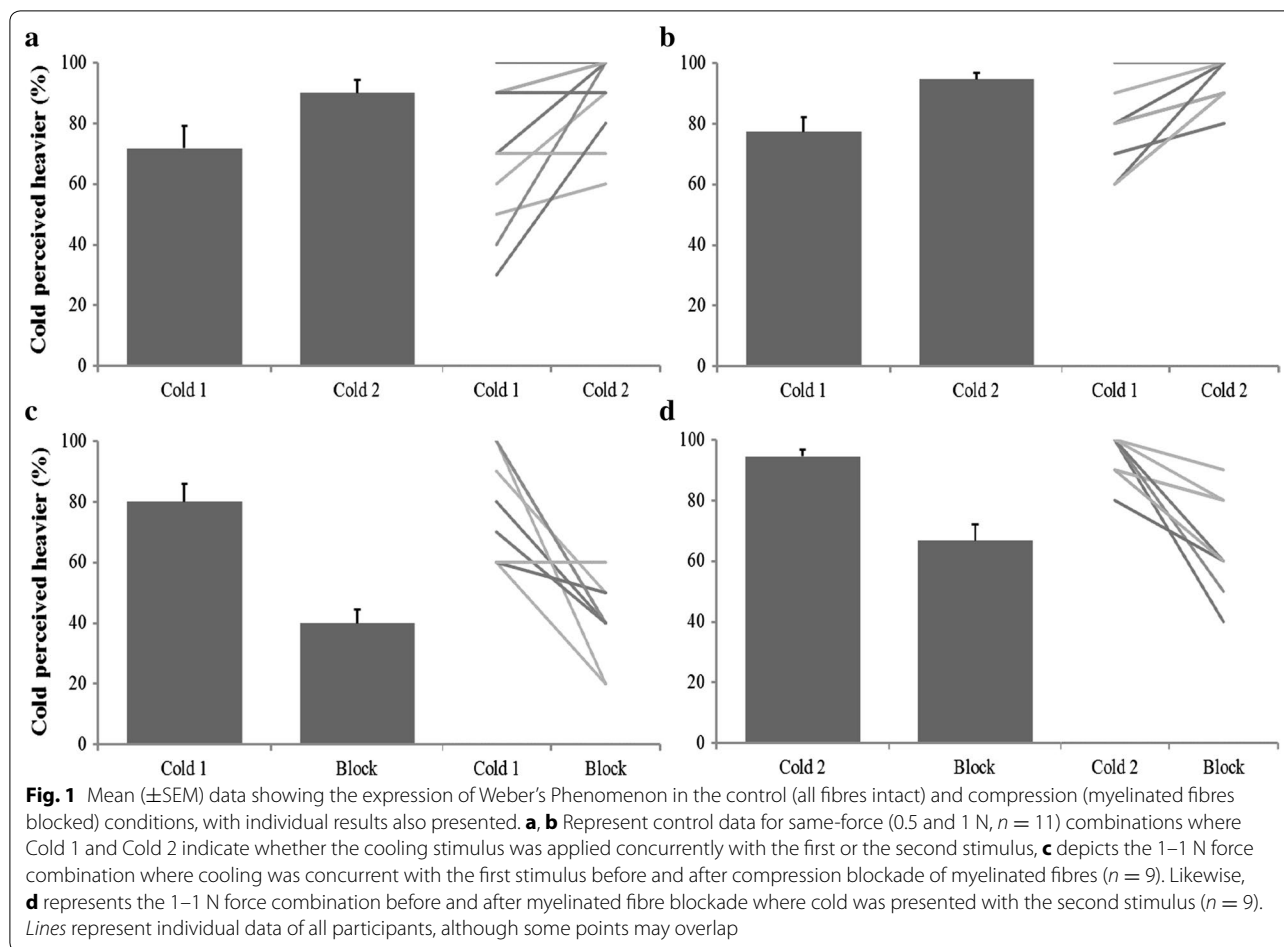 a
b
Cold perceived heavier (%)
100
80
60
40
20
0
Cold 1
Cold 2
Cold 1
Cold 2
100
80
60
40
20
0
Cold 1
Cold 2
Cold 1
Cold 2
c
d
Cold perceived heavier (%)
100
80
60
40
20
0
Cold 1
Block
Cold 1
Block
100
80
60
40
20
0
Cold 2
Block
Cold 2
Block
Fig. 1 Mean (±SEM) data showing the expression of Weber's Phenomenon in the control (all fibres intact) and compression (myelinated fibres
blocked) conditions, with individual results also presented. a, b Represent control data for same-force (0.5 and 1 N, n = 11) combinations where
Cold 1 and Cold 2 indicate whether the cooling stimulus was applied concurrently with the first or the second stimulus, c depicts the 1–1 N force
combination where cooling was concurrent with the first stimulus before and after compression blockade of myelinated fibres (n = 9). Likewise,
d represents the 1–1 N force combination before and after myelinated fibre blockade where cold was presented with the second stimulus (n = 9).
Lines represent individual data of all participants, although some points may overlap